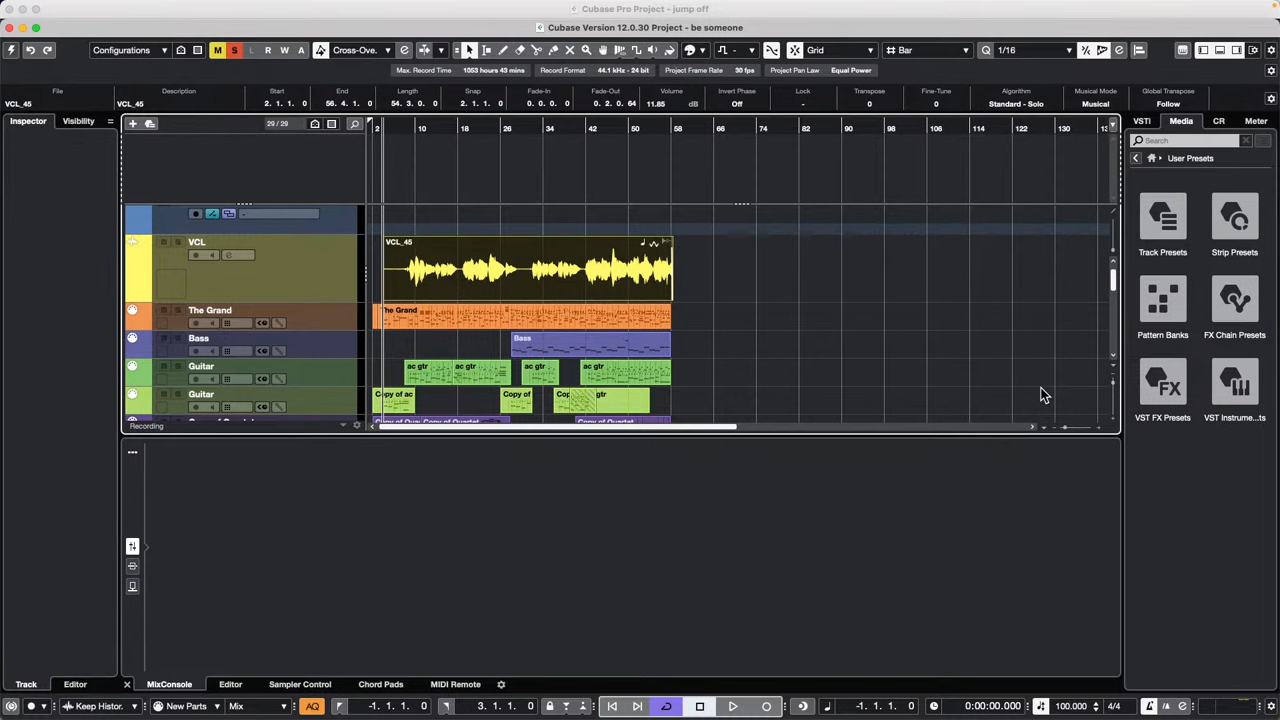 Cubase Pro Project - jump off
Cubase Version 12.0.30 Project - be someone
Configurations
M S L R W A
Cross-Ove.
Grid
Bar
Q 1/16
Max. Record Time 1053 hours 43 mins
Record Format 44.1 kHz - 24 bit
Project Frame Rate 30 fps
Project Pan Law Equal Power
File Description Start End Length Snap Fade-In Fade-Out Volume Invert Phase Lock Transpose Fine-Tune Algorithm Musical Mode Global Transpose
VCL_45 VCL_45 2. 1. 1. 0 56. 4. 1. 0 54. 3. 0. 0 2. 1. 1. 0 0. 0. 0. 0 0. 2. 0. 64 11.85 dB Off - 0 0 Standard - Solo Musical Follow
Inspector Visibility
29 / 29
2 10 18 26 34 42 50 58 66 74 82 90 98 106 114 122 130
VSTi Media CR Meter
Search
User Presets
VCL
VCL_45
The Grand
The Grand
Bass
Bass
Guitar
ac gtr ac gtr ac gtr ac gtr
Guitar
Copy of ac Copy of gtr
Copy of Quartet Copy of Quartet
Recording
Track Presets
Strip Presets
Pattern Banks
FX Chain Presets
VST FX Presets
VST Instrume...ts
Track Editor
MixConsole Editor Sampler Control Chord Pads MIDI Remote
Keep Histor.
New Parts
Mix
AQ
-1. 1. 1. 0
3. 1. 1. 0
-1. 1. 1. 0
0:00:00.000
100.000
4/4